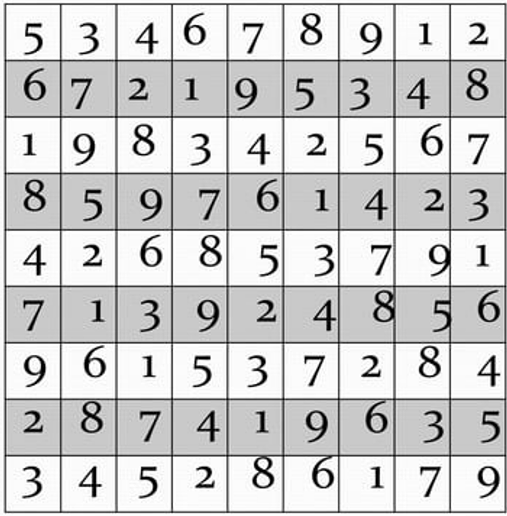 5 3 4 6 7 8 9 1 2
6 7 2 1 9 5 3 4 8
1 9 8 3 4 2 5 6 7
8 5 9 7 6 1 4 2 3
4 2 6 8 5 3 7 9 1
7 1 3 9 2 4 8 5 6
9 6 1 5 3 7 2 8 4
2 8 7 4 1 9 6 3 5
3 4 5 2 8 6 1 7 9